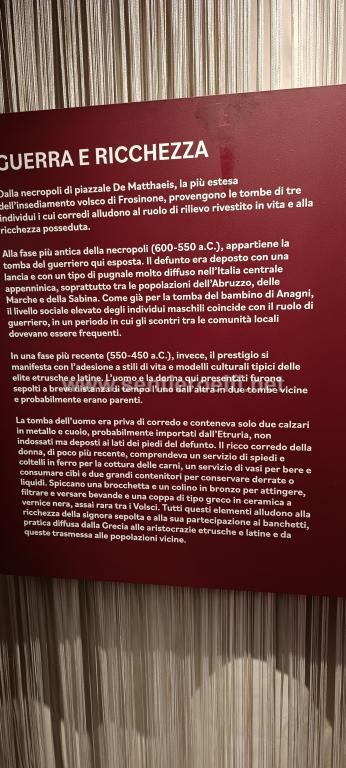 GUERRA E RICCHEZZA
Dalla necropoli di piazzale De Matthaeis, la più estesa
dell'insediamento volsco di Frosinone, provengono le tombe di tre
individui i cui corredi alludono al ruolo di rilievo rivestito in vita e alla
ricchezza posseduta.
Alla fase più antica della necropoli (600-550 a.C.), appartiene la
tomba del guerriero qui esposta. Il defunto era deposto con una
lancia e con un tipo di pugnale molto diffuso nell'Italia centrale
appenninica, soprattutto tra le popolazioni dell'Abruzzo, delle
Marche e della Sabina. Come già per la tomba del bambino di Anagni,
il livello sociale elevato degli individui maschili coincide con il ruolo di
guerriero, in un periodo in cui gli scontri tra le comunità locali
dovevano essere frequenti.
In una fase più recente (550-450 a.C.), invece, il prestigio si
manifesta con l'adesione a stili di vita e modelli culturali tipici delle
elite etrusche e latine. L'uomo e la donna qui presentati furono
sepolti a breve distanza di tempo l'uno dall'altra in due tombe vicine
e probabilmente erano parenti.
La tomba dell'uomo era priva di corredo e conteneva solo due calzari
in metallo e cuoio, probabilmente importati dall'Etruria, non
indossati ma deposti ai lati dei piedi del defunto. Il ricco corredo della
donna, di poco più recente, comprendeva un servizio di spiedi e
coltelli in ferro per la cottura delle carni, un servizio di vasi per bere e
consumare cibi e due grandi contenitori per conservare derrate o
liquidi. Spiccano una brocchetta e un colino in bronzo per attingere,
filtrare e versare bevande e una coppa di tipo greco in ceramica a
vernice nera, assai rara tra i Volsci. Tutti questi elementi alludono alla
ricchezza della signora sepolta e alla sua partecipazione ai banchetti,
pratica diffusa dalla Grecia alle aristocrazie etrusche e latine e da
queste trasmessa alle popolazioni vicine.